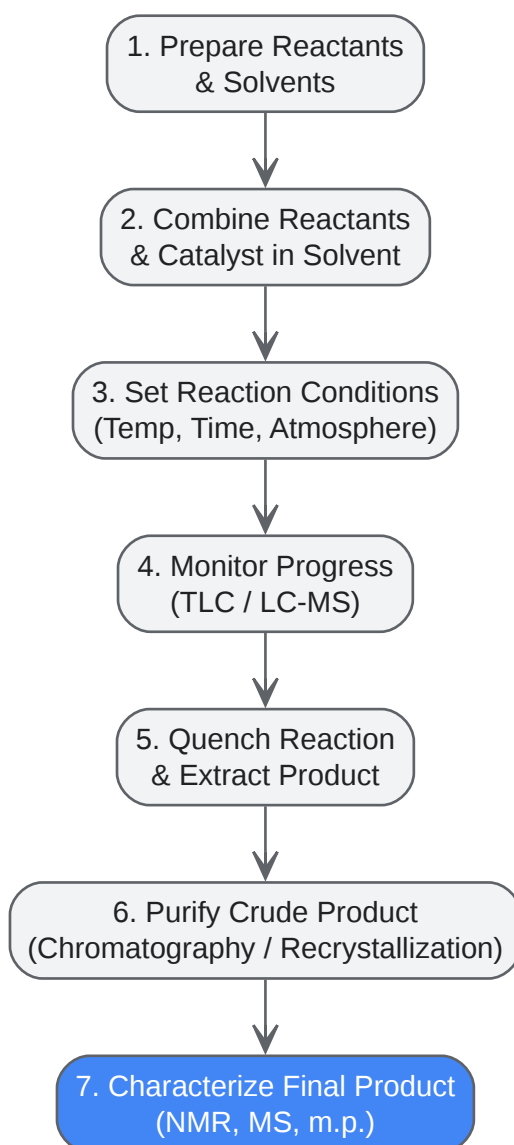 1. Prepare Reactants
& Solvents
2. Combine Reactants
& Catalyst in Solvent
3. Set Reaction Conditions
(Temp, Time, Atmosphere)
4. Monitor Progress
(TLC / LC-MS)
5. Quench Reaction
& Extract Product
6. Purify Crude Product
(Chromatography / Recrystallization)
7. Characterize Final Product
(NMR, MS, m.p.)